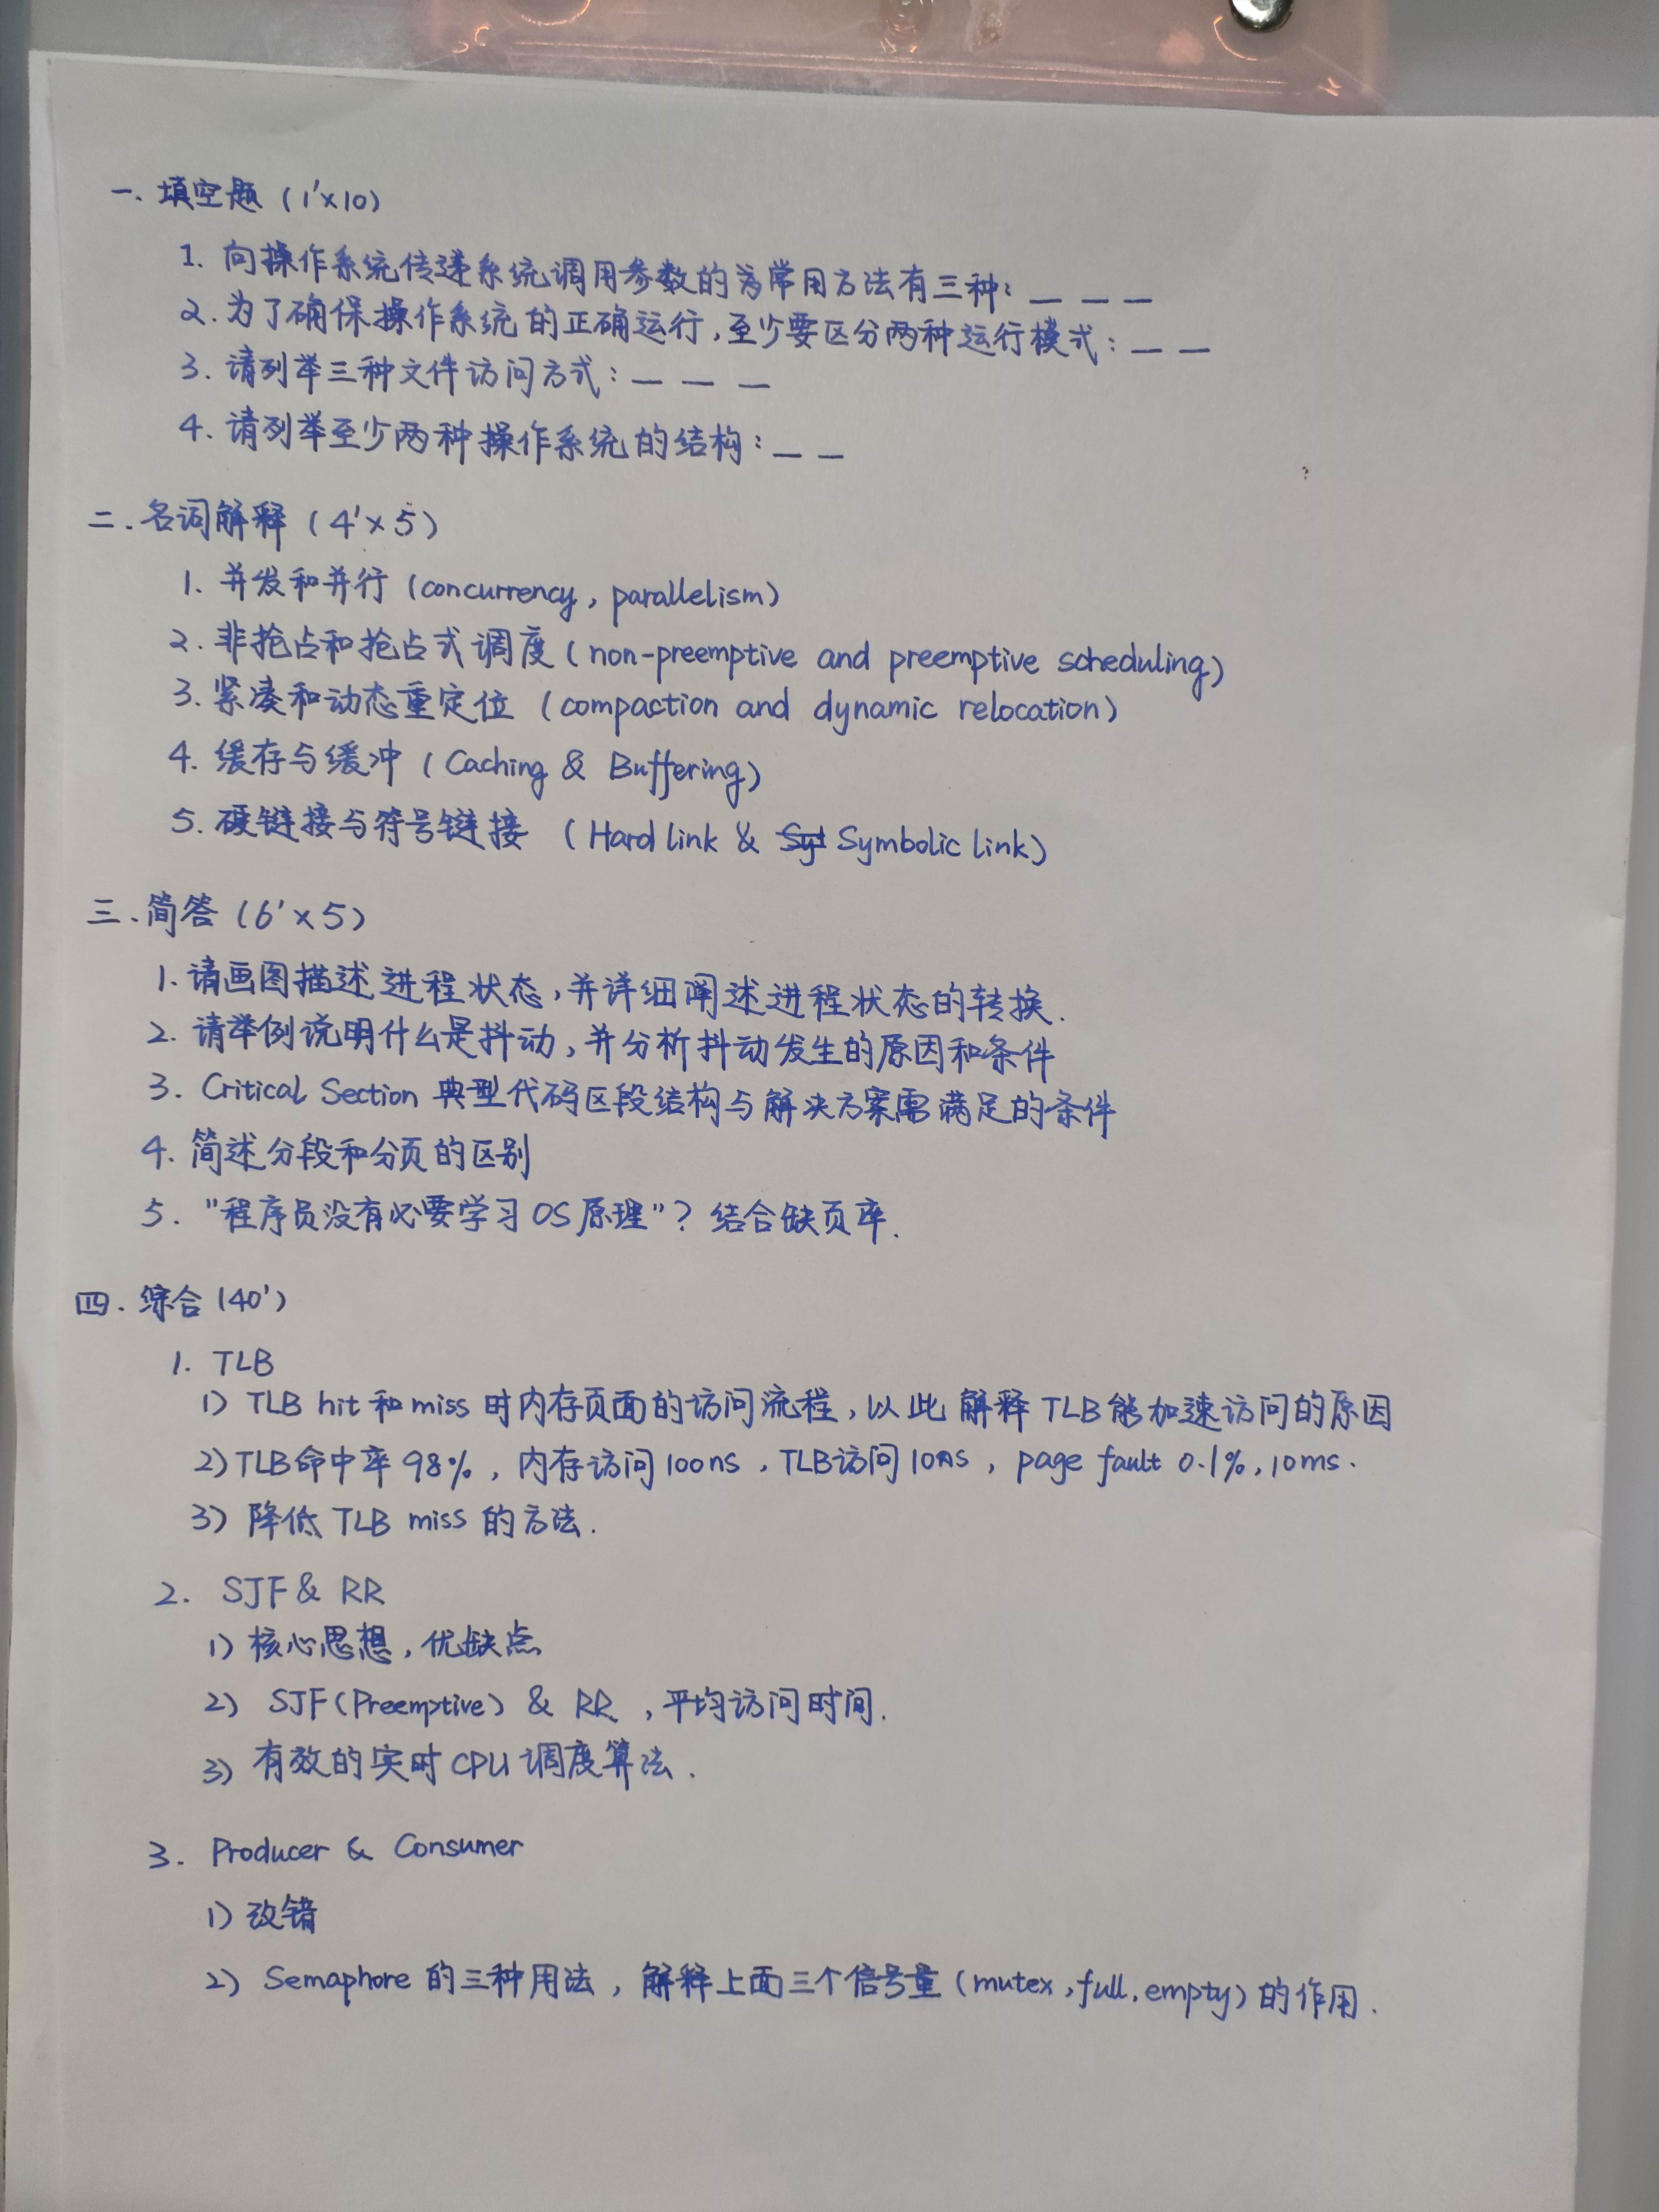 一. 填空题 (1'×10)
1. 向操作系统传递系统调用参数的常用方法有三种: _ _ _
2. 为了确保操作系统的正确运行,至少要区分两种运行模式: _ _
3. 请列举三种文件访问方式: _ _ _
4. 请列举至少两种操作系统的结构: _ _
二. 名词解释 (4'×5)
1. 并发和并行 (concurrency, parallelism)
2. 非抢占和抢占式调度 (non-preemptive and preemptive scheduling)
3. 紧凑和动态重定位 (compaction and dynamic relocation)
4. 缓存与缓冲 (Caching & Buffering)
5. 硬链接与符号链接 (Hard link & Symbolic link)
三. 简答 (6'×5)
1. 请画图描述进程状态,并详细阐述进程状态的转换.
2. 请举例说明什么是抖动,并分析抖动发生的原因和条件
3. Critical Section 典型代码区段结构与解决方案需满足的条件
4. 简述分段和分页的区别
5. "程序员没有必要学习OS原理"? 结合缺页率.
四. 综合 (40')
1. TLB
1) TLB hit 和 miss 时内存页面的访问流程,以此解释TLB能加速访问的原因
2) TLB命中率98%, 内存访问100ns, TLB访问10ns, page fault 0.1%, 10ms.
3) 降低 TLB miss 的方法.
2. SJF & RR
1) 核心思想,优缺点
2) SJF(Preemptive) & RR, 平均访问时间.
3) 有效的实时CPU调度算法.
3. Producer & Consumer
1) 改错
2) Semaphore 的三种用法, 解释上面三个信号量 (mutex, full, empty) 的作用.